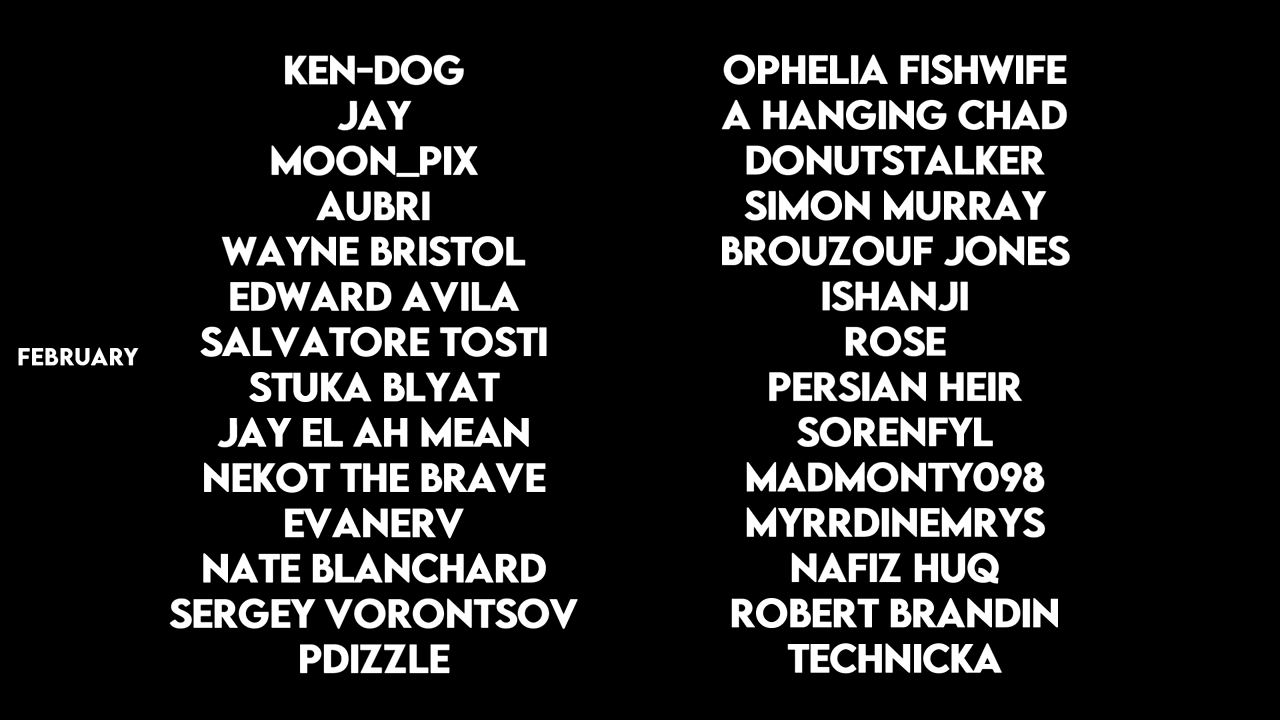 FEBRUARY
KEN-DOG
JAY
MOON_PIX
AUBRI
WAYNE BRISTOL
EDWARD AVILA
SALVATORE TOSTI
STUKA BLYAT
JAY EL AH MEAN
NEKOT THE BRAVE
EVANERV
NATE BLANCHARD
SERGEY VORONTSOV
PDIZZLE
OPHELIA FISHWIFE
A HANGING CHAD
DONUTSTALKER
SIMON MURRAY
BROUZOUF JONES
ISHANJI
ROSE
PERSIAN HEIR
SORENFYL
MADMONTY098
MYRRDINEMRYS
NAFIZ HUQ
ROBERT BRANDIN
TECHNICKA